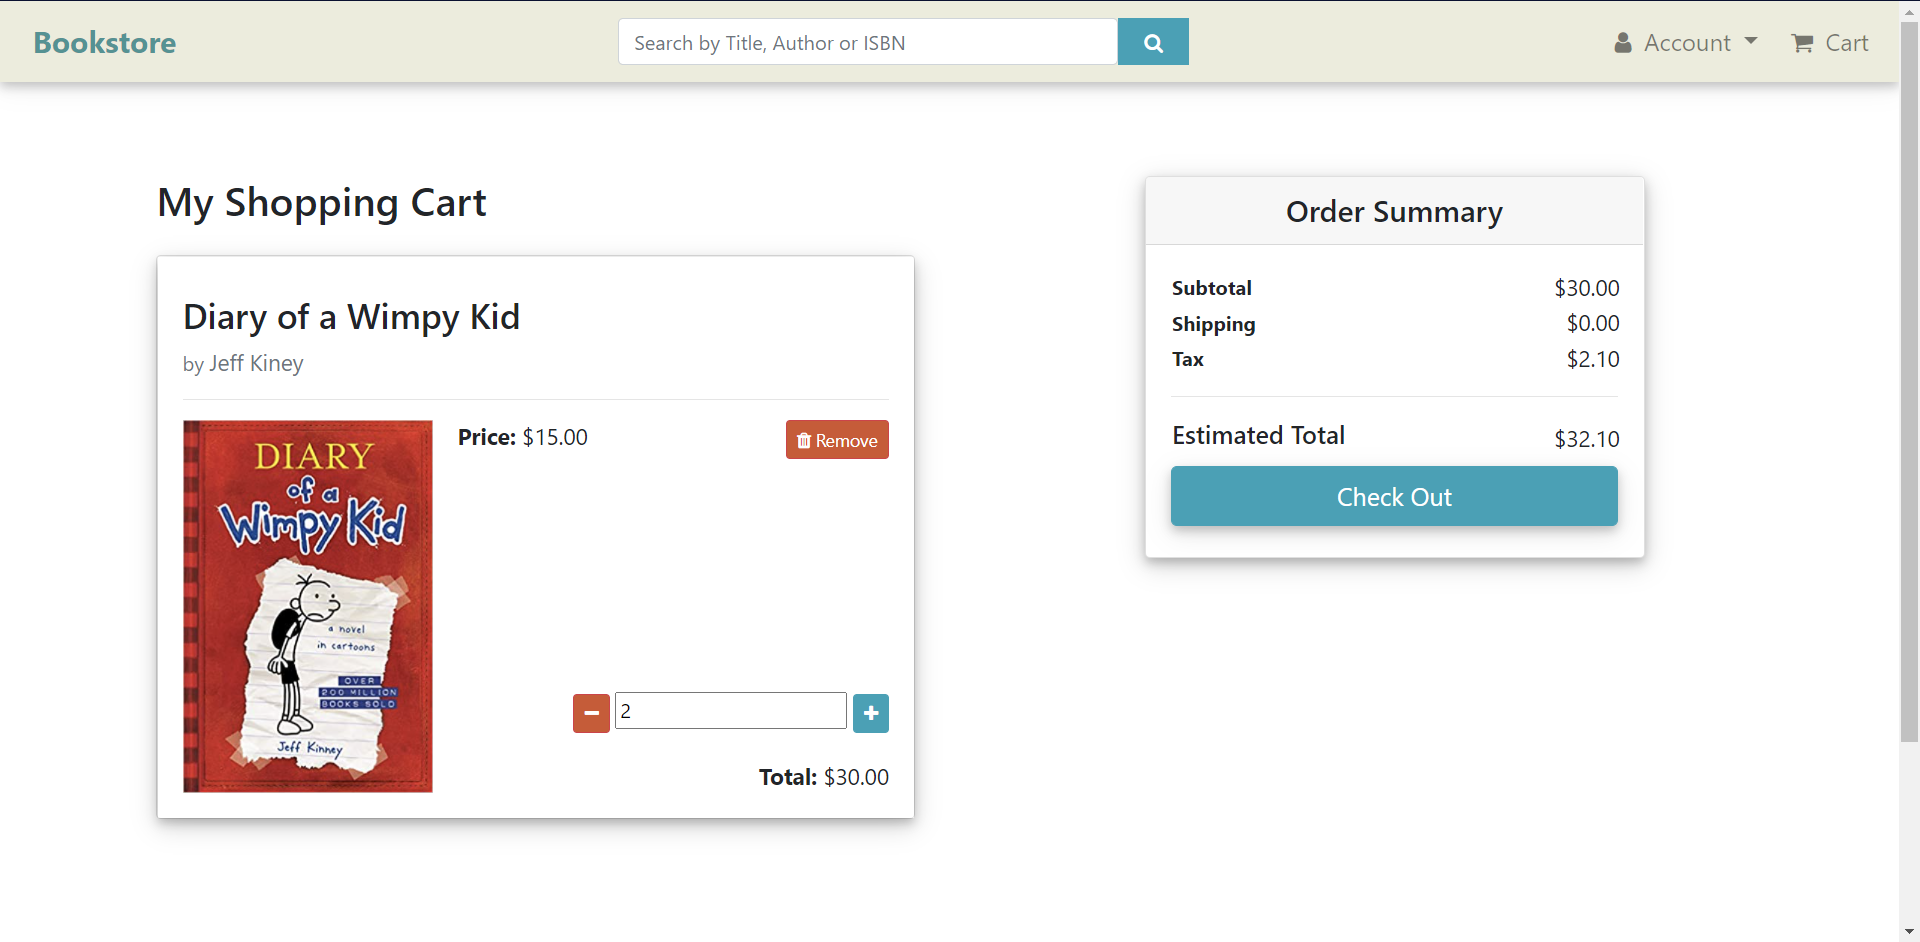 Bookstore
Search by Title, Author or ISBN
Account
Cart
My Shopping Cart
Diary of a Wimpy Kid
by Jeff Kiney
DIARY
of a
Wimpy Kid
a novel
in cartoons
OVER
200 MILLION
BOOKS SOLD
Jeff Kinney
Price: $15.00
Remove
2
Total: $30.00
Order Summary
Subtotal $30.00
Shipping $0.00
Tax $2.10
Estimated Total $32.10
Check Out